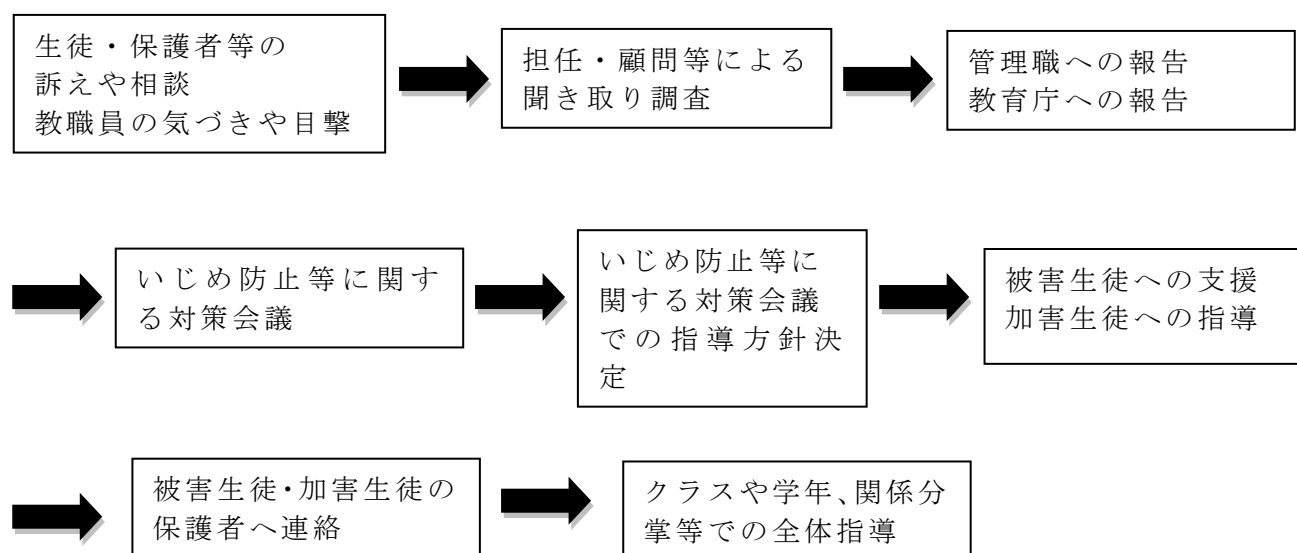 生徒・保護者等の
訴えや相談
教職員の気づきや目撃
担任・顧問等による
聞き取り調査
管理職への報告
教育庁への報告
いじめ防止等に関す
る対策会議
いじめ防止等に
関する対策会議
での指導方針決
定
被害生徒への支援
加害生徒への指導
被害生徒・加害生徒の
保護者へ連絡
クラスや学年、関係分
掌等での全体指導